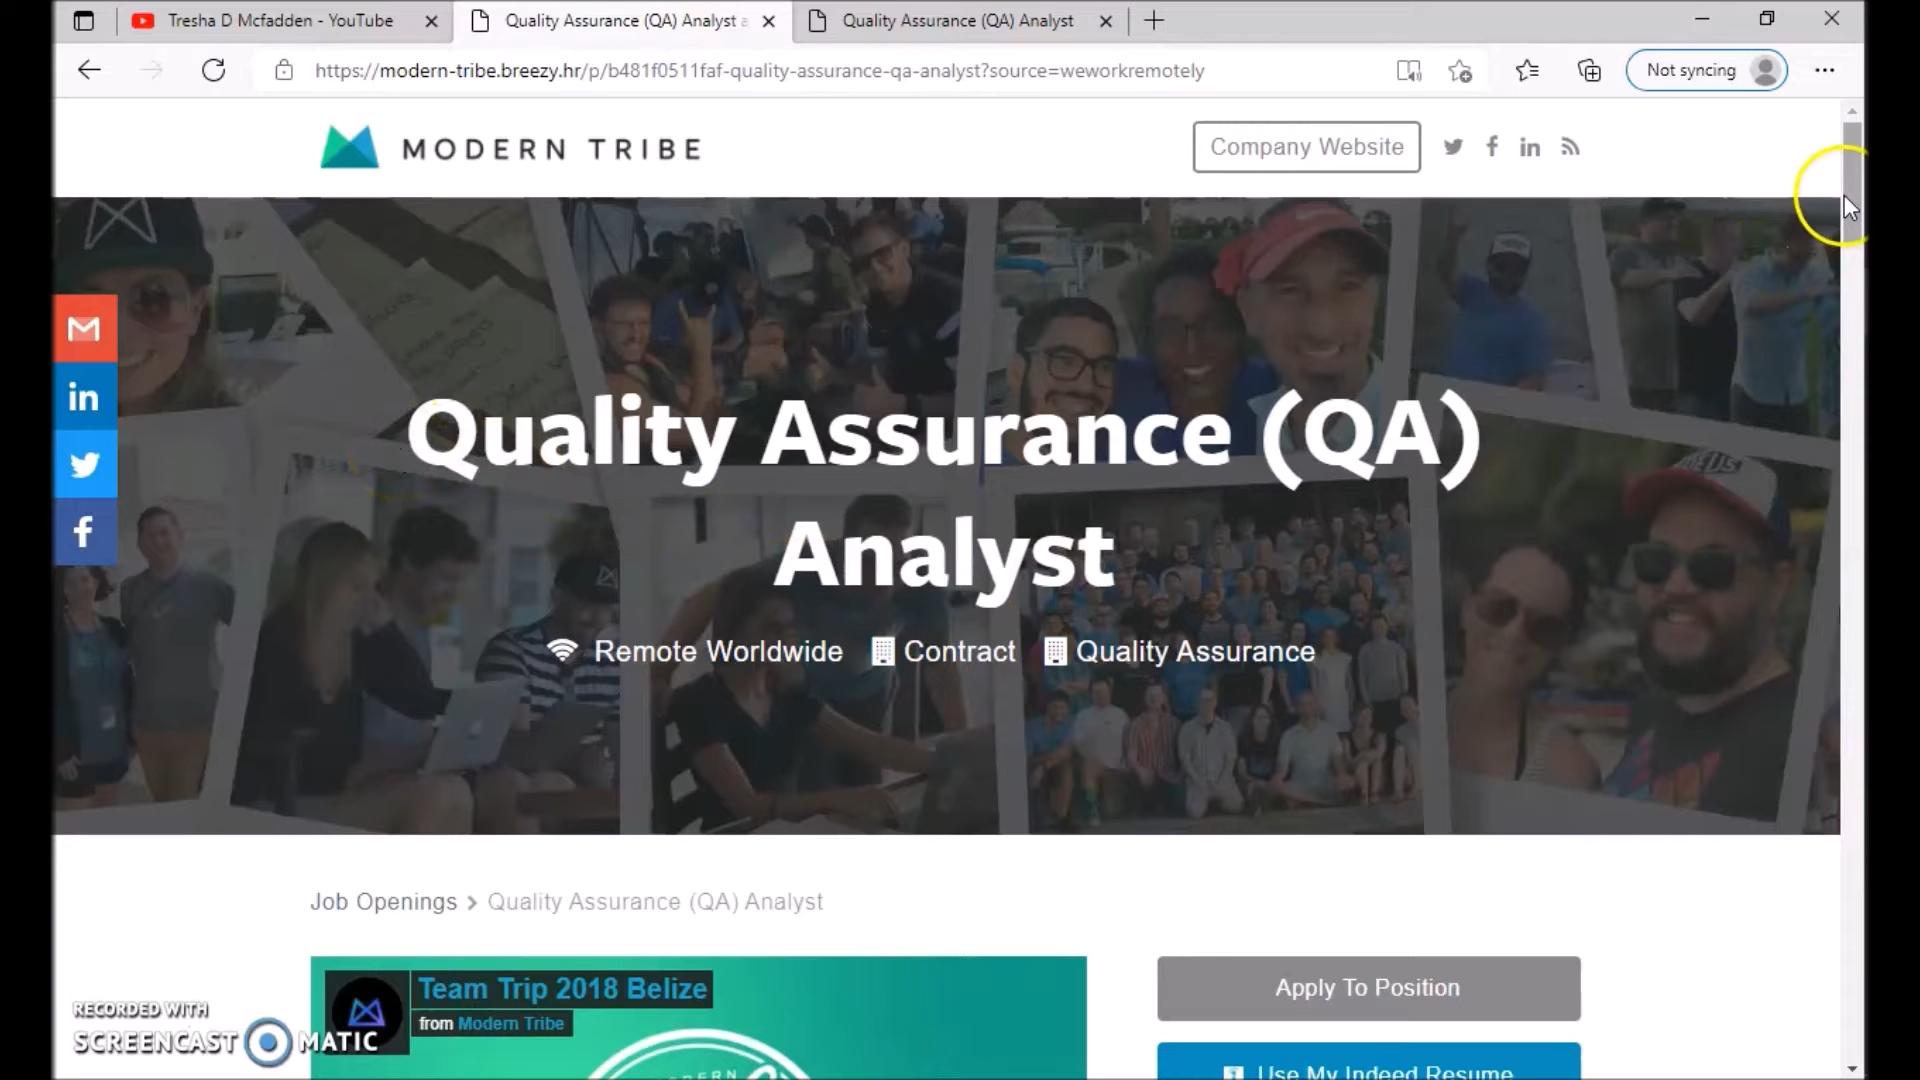 Tresha D Mcfadden - YouTube
Quality Assurance (QA) Analyst a
Quality Assurance (QA) Analyst
https://modern-tribe.breezy.hr/p/b481f0511faf-quality-assurance-qa-analyst?source=weworkremotely
Not syncing
MODERN TRIBE
Company Website
Quality Assurance (QA)
Analyst
Remote Worldwide
Contract
Quality Assurance
Job Openings > Quality Assurance (QA) Analyst
Team Trip 2018 Belize
from Modern Tribe
Apply To Position
Use My Indeed Resume
RECORDED WITH
SCREENCAST MATIC